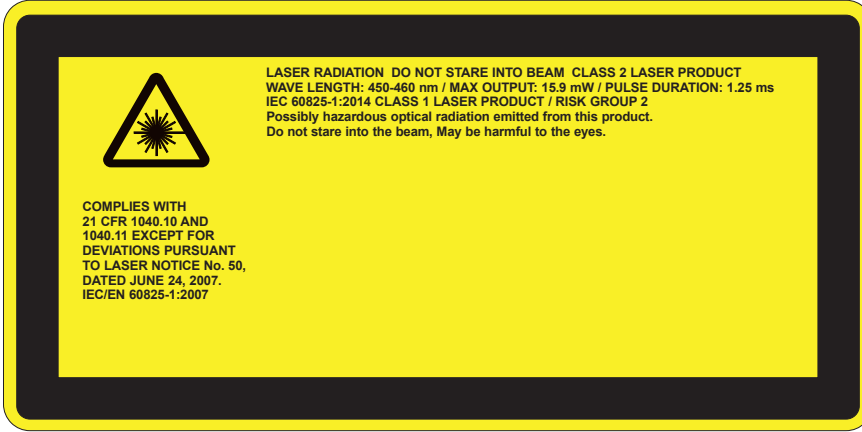 LASER RADIATION DO NOT STARE INTO BEAM CLASS 2 LASER PRODUCT
WAVE LENGTH: 450-460 nm / MAX OUTPUT: 15.9 mW / PULSE DURATION: 1.25 ms
IEC 60825-1:2014 CLASS 1 LASER PRODUCT / RISK GROUP 2
Possibly hazardous optical radiation emitted from this product.
Do not stare into the beam, May be harmful to the eyes.
COMPLIES WITH
21 CFR 1040.10 AND
1040.11 EXCEPT FOR
DEVIATIONS PURSUANT
TO LASER NOTICE No. 50,
DATED JUNE 24, 2007.
IEC/EN 60825-1:2007